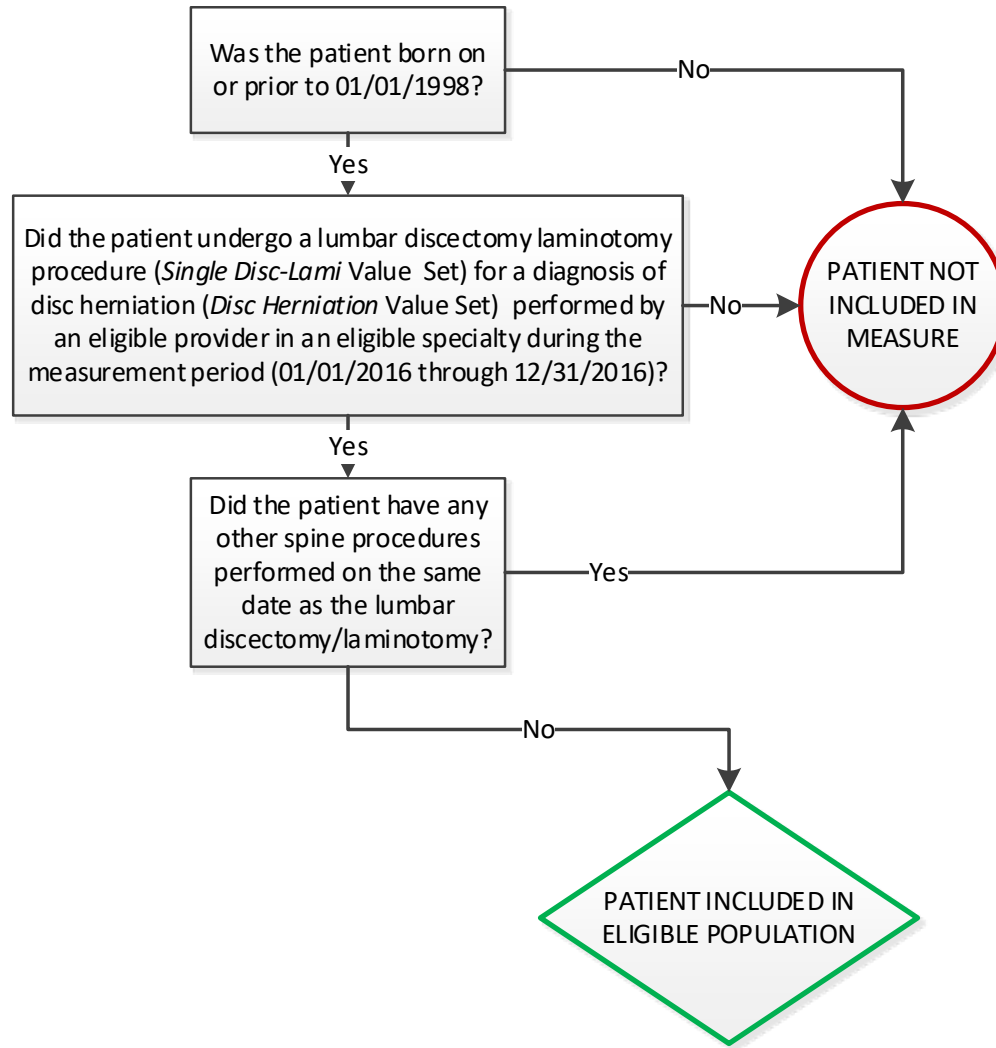 Was the patient born on
or prior to 01/01/1998?
No
Yes
Did the patient undergo a lumbar discectomy laminotomy
procedure (Single Disc-Lami Value Set) for a diagnosis of
disc herniation (Disc Herniation Value Set) performed by
an eligible provider in an eligible specialty during the
measurement period (01/01/2016 through 12/31/2016)?
No
PATIENT NOT
INCLUDED IN
MEASURE
Yes
Did the patient have any
other spine procedures
performed on the same
date as the lumbar
discectomy/laminotomy?
Yes
No
PATIENT INCLUDED IN
ELIGIBLE POPULATION